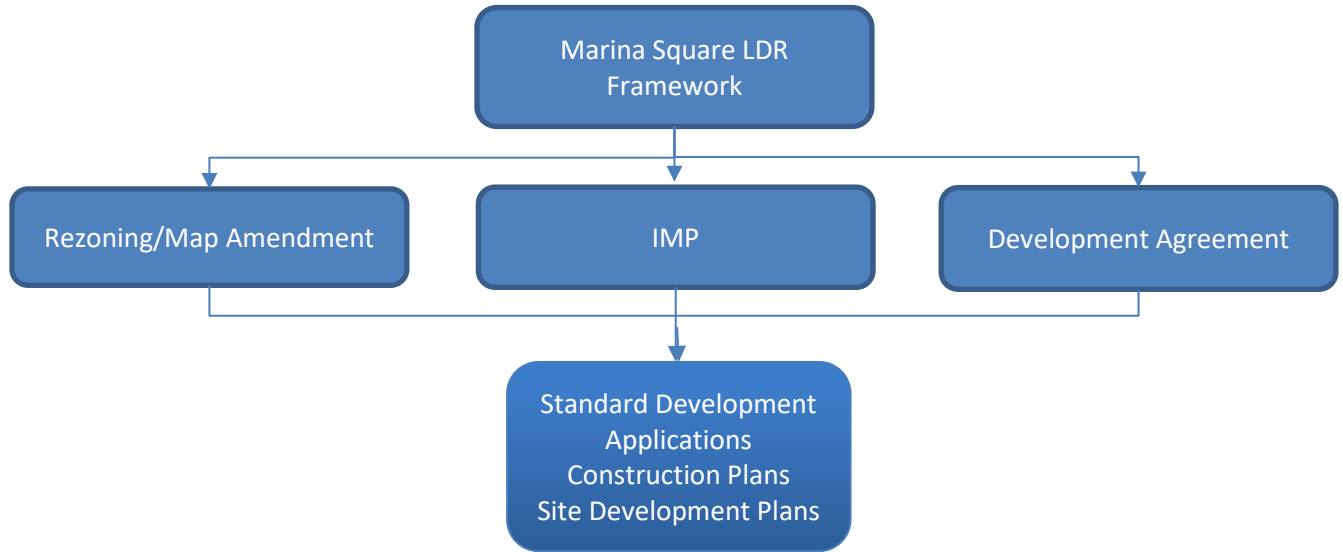 Marina Square LDR
Framework
Rezoning/Map Amendment
IMP
Development Agreement
Standard Development
Applications
Construction Plans
Site Development Plans